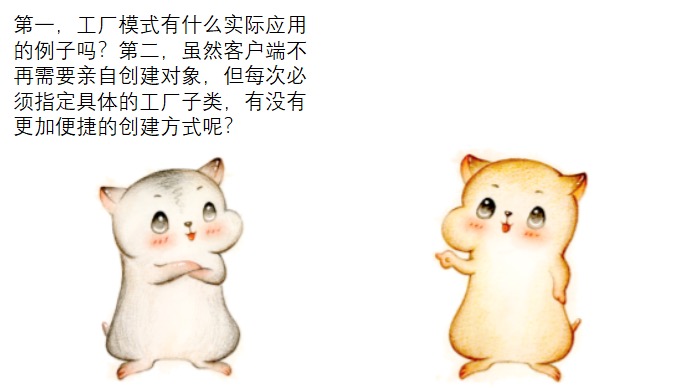 第一，工厂模式有什么实际应用
的例子吗？第二，虽然客户端不
再需要亲自创建对象，但每次必
须指定具体的工厂子类，有没有
更加便捷的创建方式呢？